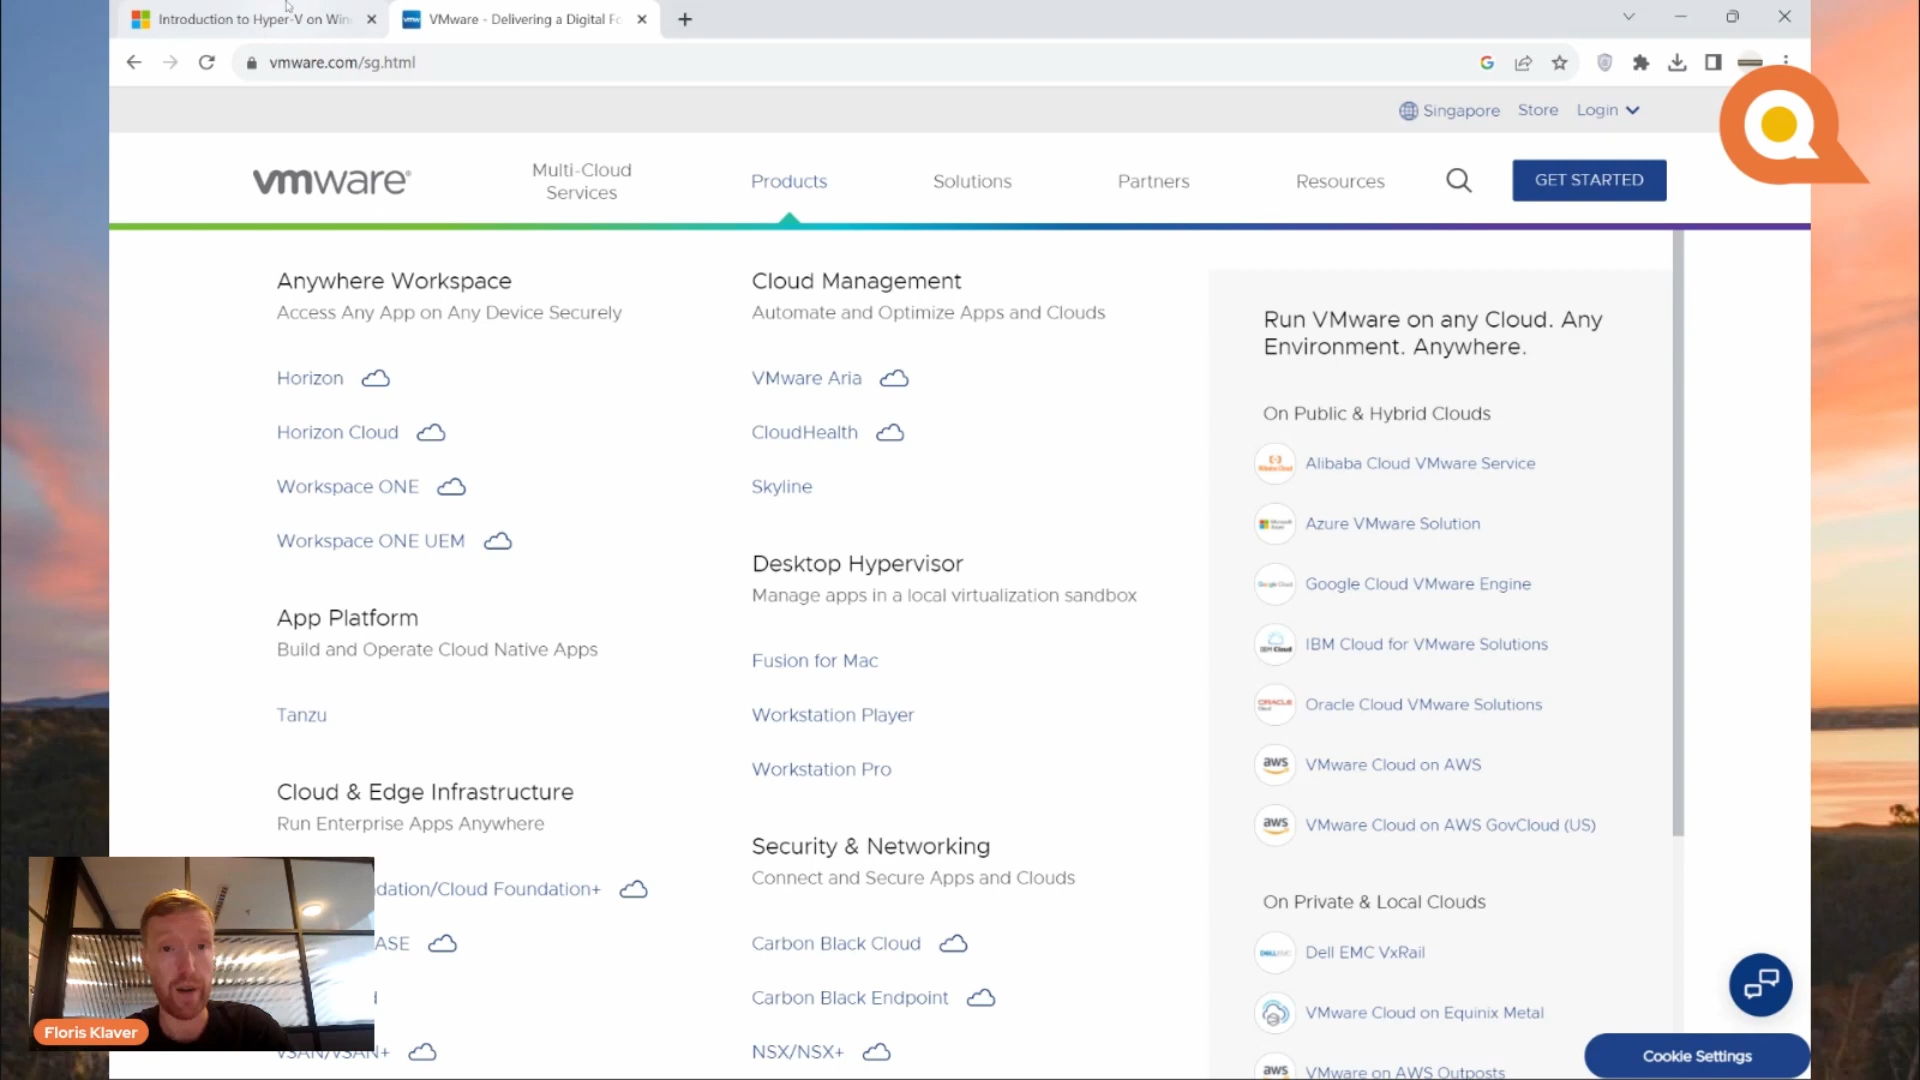 Introduction to Hyper-V on Win
VMware - Delivering a Digital Fo
vmware.com/sg.html
Singapore
Store
Login
vmware®
Multi-Cloud
Services
Products
Solutions
Partners
Resources
GET STARTED
Anywhere Workspace
Access Any App on Any Device Securely
Horizon
Horizon Cloud
Workspace ONE
Workspace ONE UEM
App Platform
Build and Operate Cloud Native Apps
Tanzu
Cloud & Edge Infrastructure
Run Enterprise Apps Anywhere
dation/Cloud Foundation+
ASE
d
vSAN/vSAN+
Cloud Management
Automate and Optimize Apps and Clouds
VMware Aria
CloudHealth
Skyline
Desktop Hypervisor
Manage apps in a local virtualization sandbox
Fusion for Mac
Workstation Player
Workstation Pro
Security & Networking
Connect and Secure Apps and Clouds
Carbon Black Cloud
Carbon Black Endpoint
NSX/NSX+
Run VMware on any Cloud. Any
Environment. Anywhere.
On Public & Hybrid Clouds
Alibaba Cloud VMware Service
Azure VMware Solution
Google Cloud VMware Engine
IBM Cloud for VMware Solutions
Oracle Cloud VMware Solutions
aws VMware Cloud on AWS
aws VMware Cloud on AWS GovCloud (US)
On Private & Local Clouds
Dell EMC VxRail
VMware Cloud on Equinix Metal
aws VMware on AWS Outposts
Cookie Settings
Floris Klaver